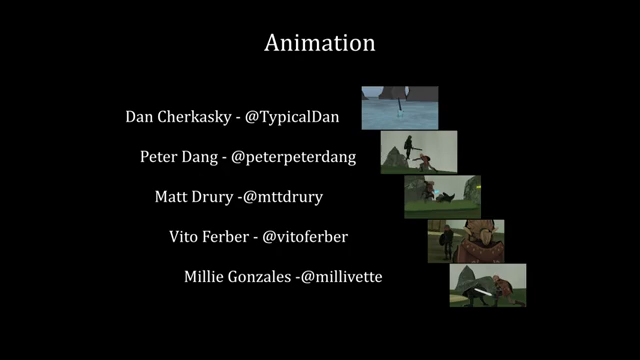 Animation
Dan Cherkasky - @TypicalDan
Peter Dang - @peterpeterdang
Matt Drury -@mttdrury
Vito Ferber - @vitoferber
Millie Gonzales -@millivette